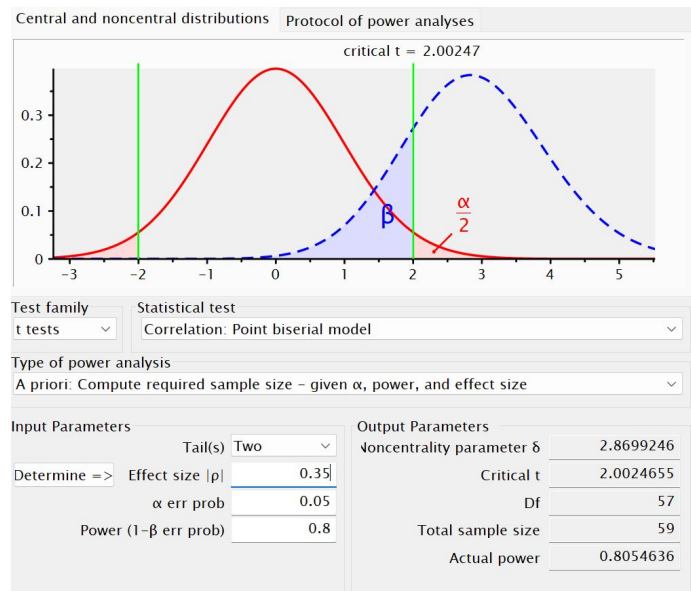 Central and noncentral distributions Protocol of power analyses
critical t = 2.00247
0.3
0.2
0.1
0
β
α
2
−3 −2 −1 0 1 2 3 4 5
Test family Statistical test
t tests Correlation: Point biserial model
Type of power analysis
A priori: Compute required sample size – given α, power, and effect size
Input Parameters Output Parameters
Tail(s) Two Noncentrality parameter δ 2.8699246
Determine => Effect size |ρ| 0.35 Critical t 2.0024655
α err prob 0.05 Df 57
Power (1−β err prob) 0.8 Total sample size 59
Actual power 0.8054636